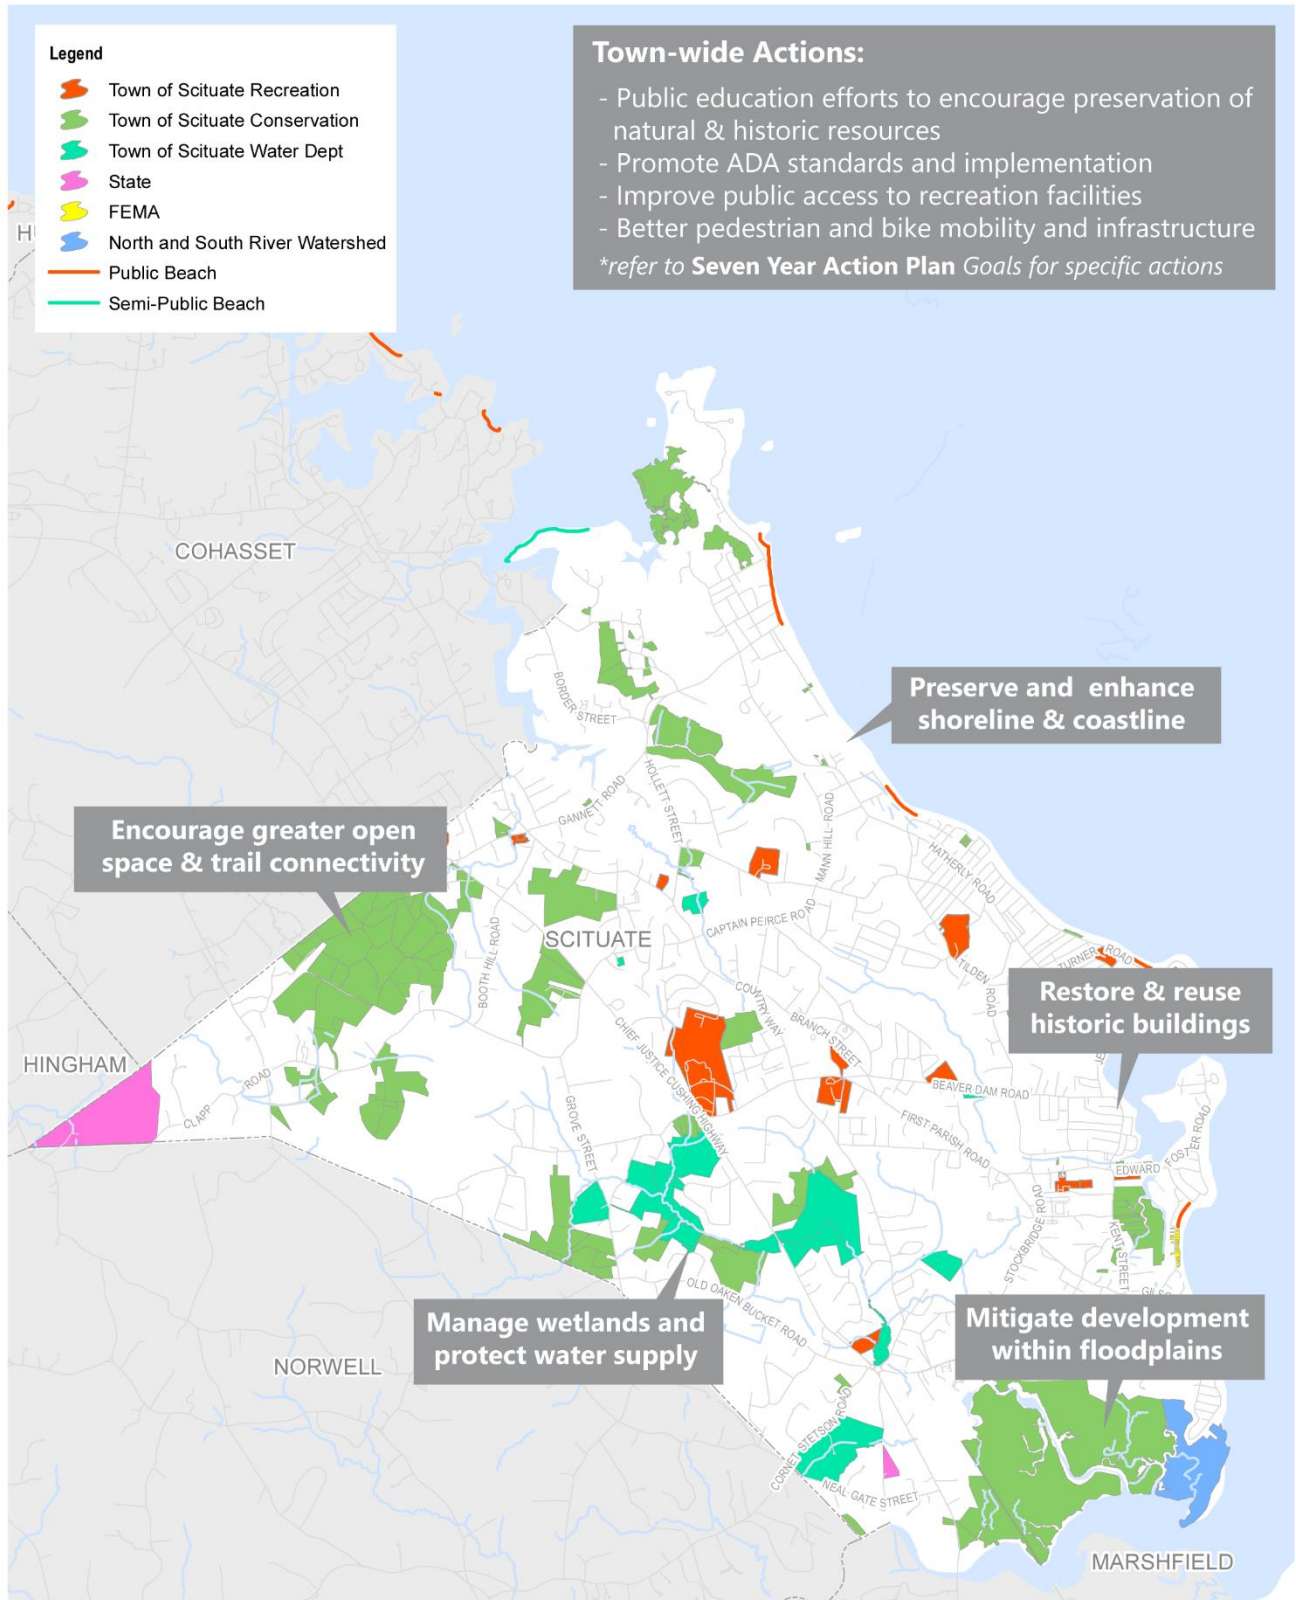 Legend
Town of Scituate Recreation
Town of Scituate Conservation
Town of Scituate Water Dept
State
FEMA
North and South River Watershed
Public Beach
Semi-Public Beach
Town-wide Actions:
- Public education efforts to encourage preservation of
natural & historic resources
- Promote ADA standards and implementation
- Improve public access to recreation facilities
- Better pedestrian and bike mobility and infrastructure
*refer to Seven Year Action Plan Goals for specific actions
COHASSET
BORDER STREET
Preserve and enhance
shoreline & coastline
HOLLETT STREET
GANNETT ROAD
MANN HILL ROAD
Encourage greater open
space & trail connectivity
HATHERLY ROAD
CAPTAIN PEIRCE ROAD
SCITUATE
BOOTH HILL ROAD
TURNER ROAD
TILDEN ROAD
Restore & reuse
historic buildings
COUNTRY WAY
BRANCH STREET
CHIEF JUSTICE CUSHING HIGHWAY
HINGHAM
CLAPP ROAD
BEAVER DAM ROAD
GROVE STREET
FIRST PARISH ROAD
FOSTER ROAD
EDWARD
STOCKBRIDGE ROAD
KENT STREET
OLD OAKEN BUCKET ROAD
Manage wetlands and
protect water supply
Mitigate development
within floodplains
NORWELL
CORNET STETSON ROAD
NEAL GATE STREET
MARSHFIELD